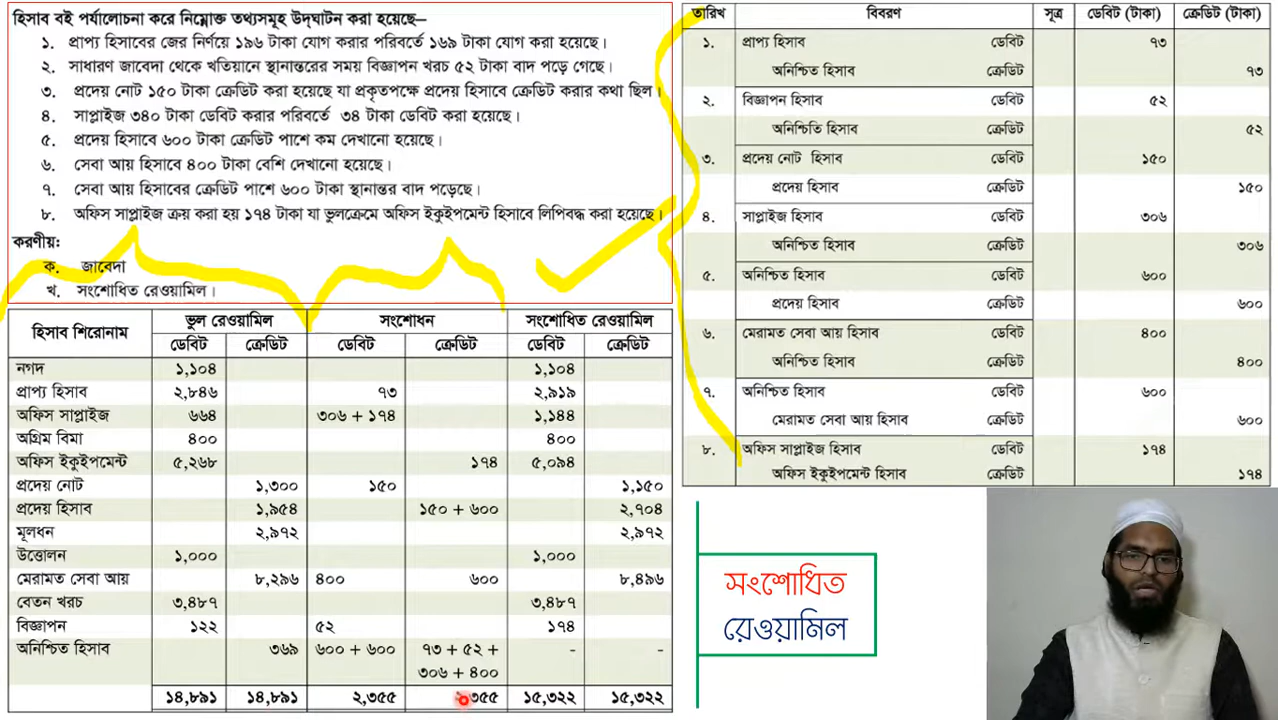 হিসাব বই পর্যালোচনা করে নিম্নোক্ত তথ্যসমূহ উদ্‌ঘাটন করা হয়েছে–
১. প্রাপ্য হিসাবের জের নির্ণয়ে ১৯৬ টাকা যোগ করার পরিবর্তে ১৬৯ টাকা যোগ করা হয়েছে।
২. সাধারণ জাবেদা থেকে খতিয়ানে স্থানান্তরের সময় বিজ্ঞাপন খরচ ৫২ টাকা বাদ পড়ে গেছে।
৩. প্রদেয় নোট ১৫০ টাকা ক্রেডিট করা হয়েছে যা প্রকৃতপক্ষে প্রদেয় হিসাবে ক্রেডিট করার কথা ছিল।
৪. সাপ্লাইজ ৩৪০ টাকা ডেবিট করার পরিবর্তে ৩৪ টাকা ডেবিট করা হয়েছে।
৫. প্রদেয় হিসাবে ৬০০ টাকা ক্রেডিট পাশে কম দেখানো হয়েছে।
৬. সেবা আয় হিসাবে ৪০০ টাকা বেশি দেখানো হয়েছে।
৭. সেবা আয় হিসাবের ক্রেডিট পাশে ৬০০ টাকা স্থানান্তর বাদ পড়েছে।
৮. অফিস সাপ্লাইজ ক্রয় করা হয় ১৭৪ টাকা যা ভুলক্রমে অফিস ইকুইপমেন্ট হিসাবে লিপিবদ্ধ করা হয়েছে।
করণীয়ঃ
ক. জাবেদা
খ. সংশোধিত রেওয়ামিল।
হিসাব শিরোনাম ভুল রেওয়ামিল সংশোধন সংশোধিত রেওয়ামিল
ডেবিট ক্রেডিট ডেবিট ক্রেডিট ডেবিট ক্রেডিট
নগদ ১,১০৪ ১,১০৪
প্রাপ্য হিসাব ২,৮৪৬ ৭৩ ২,৯১৯
অফিস সাপ্লাইজ ৬৬৪ ৩০৬ + ১৭৪ ১,১৪৪
অগ্রিম বিমা ৪০০ ৪০০
অফিস ইকুইপমেন্ট ৫,২৬৮ ১৭৪ ৫,০৯৪
প্রদেয় নোট ১,৩০০ ১৫০ ১,১৫০
প্রদেয় হিসাব ১,৯৫৪ ১৫০ + ৬০০ ২,৭০৪
মূলধন ২,৯৭২ ২,৯৭২
উত্তোলন ১,০০০ ১,০০০
মেরামত সেবা আয় ৮,২৯৬ ৪০০ ৬০০ ৮,৪৯৬
বেতন খরচ ৩,৪৮৭ ৩,৪৮৭
বিজ্ঞাপন ১২২ ৫২ ১৭৪
অনিশ্চিত হিসাব ৩৬৯ ৬০০ + ৬০০ ৭৩ + ৫২ + - -
৩০৬ + ৪০০
১৪,৮৯১ ১৪,৮৯১ ২,৩৫৫ ১৫,৩২২ ১৫,৩২২
তারিখ বিবরণ সূত্র ডেবিট (টাকা) ক্রেডিট (টাকা)
১. প্রাপ্য হিসাব ডেবিট ৭৩
অনিশ্চিত হিসাব ক্রেডিট ৭৩
২. বিজ্ঞাপন হিসাব ডেবিট ৫২
অনিশ্চিতি হিসাব ক্রেডিট ৫২
৩. প্রদেয় নোট হিসাব ডেবিট ১৫০
প্রদেয় হিসাব ক্রেডিট ১৫০
৪. সাপ্লাইজ হিসাব ডেবিট ৩০৬
অনিশ্চিত হিসাব ক্রেডিট ৩০৬
৫. অনিশ্চিত হিসাব ডেবিট ৬০০
প্রদেয় হিসাব ক্রেডিট ৬০০
৬. মেরামত সেবা আয় হিসাব ডেবিট ৪০০
অনিশ্চিত হিসাব ক্রেডিট ৪০০
৭. অনিশ্চিত হিসাব ডেবিট ৬০০
মেরামত সেবা আয় হিসাব ক্রেডিট ৬০০
৮. অফিস সাপ্লাইজ হিসাব ডেবিট ১৭৪
অফিস ইকুইপমেন্ট হিসাব ক্রেডিট ১৭৪
সংশোধিত
রেওয়ামিল